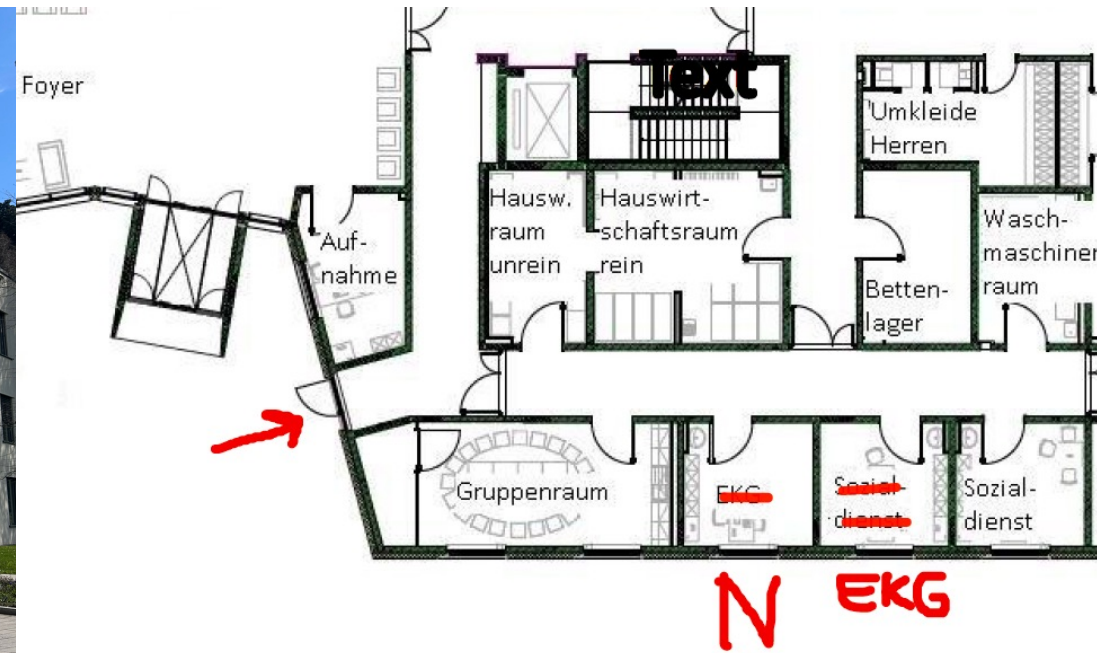 Text
Foyer
Umkleide
Herren
Hausw.
raum
unrein
Hauswirt-
schaftsraum
rein
Auf-
nahme
Wasch-
maschinen
raum
Betten-
lager
Gruppenraum
EKG
Sozial-
dienst
Sozial-
dienst
N
EKG